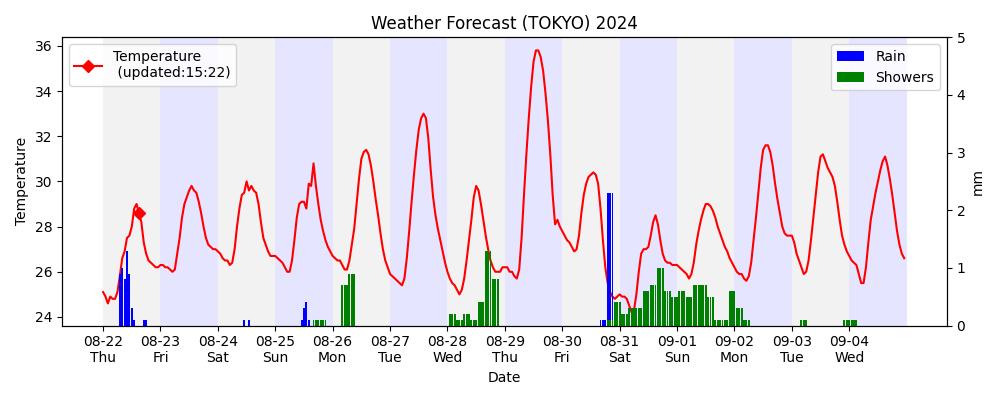 Weather Forecast (TOKYO) 2024
Temperature
(updated:15:22)
Rain
Showers
36
34
32
30
28
26
24
Temperature
5
4
3
2
1
0
mm
08-22 08-23 08-24 08-25 08-26 08-27 08-28 08-29 08-30 08-31 09-01 09-02 09-03 09-04
Thu Fri Sat Sun Mon Tue Wed Thu Fri Sat Sun Mon Tue Wed
Date